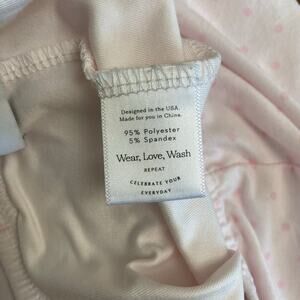 Designed in the USA.
Made for you in China.
95% Polyester
5% Spandex
Wear, Love, Wash
REPEAT
CELEBRATE YOUR
EVERYDAY